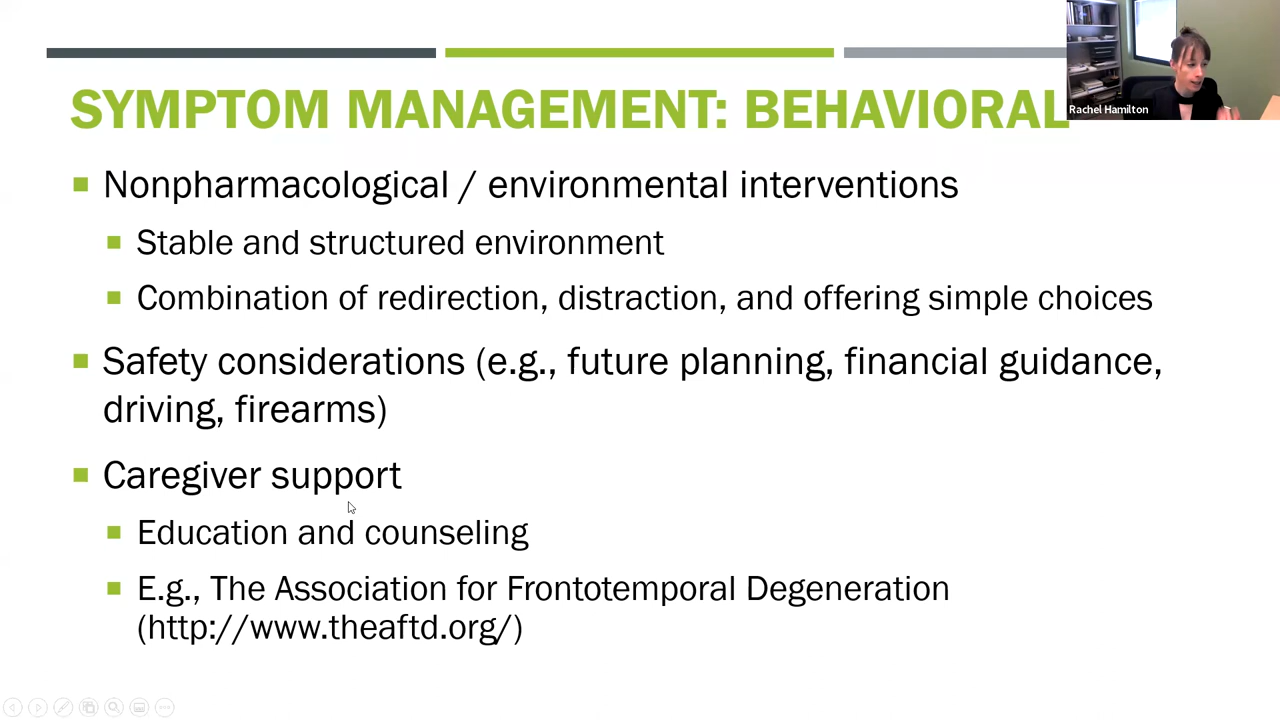 SYMPTOM MANAGEMENT: BEHAVIORAL
Rachel Hamilton
Nonpharmacological / environmental interventions
Stable and structured environment
Combination of redirection, distraction, and offering simple choices
Safety considerations (e.g., future planning, financial guidance,
driving, firearms)
Caregiver support
Education and counseling
E.g., The Association for Frontotemporal Degeneration
(http://www.theaftd.org/)